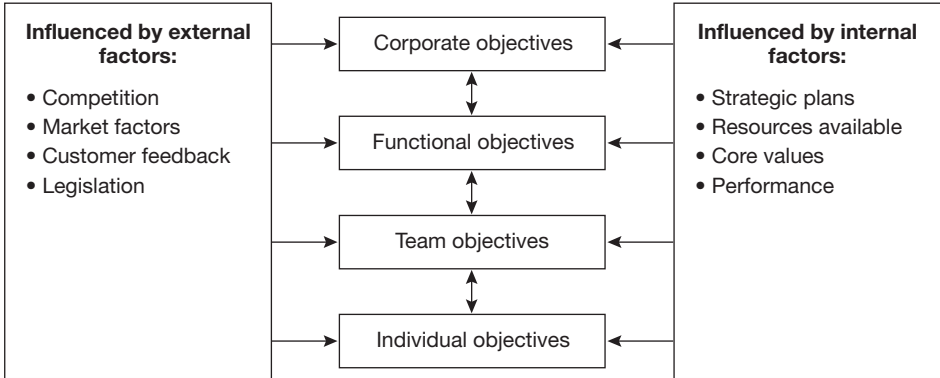 Influenced by external
factors:
• Competition
• Market factors
• Customer feedback
• Legislation
Corporate objectives
Functional objectives
Team objectives
Individual objectives
Influenced by internal
factors:
• Strategic plans
• Resources available
• Core values
• Performance